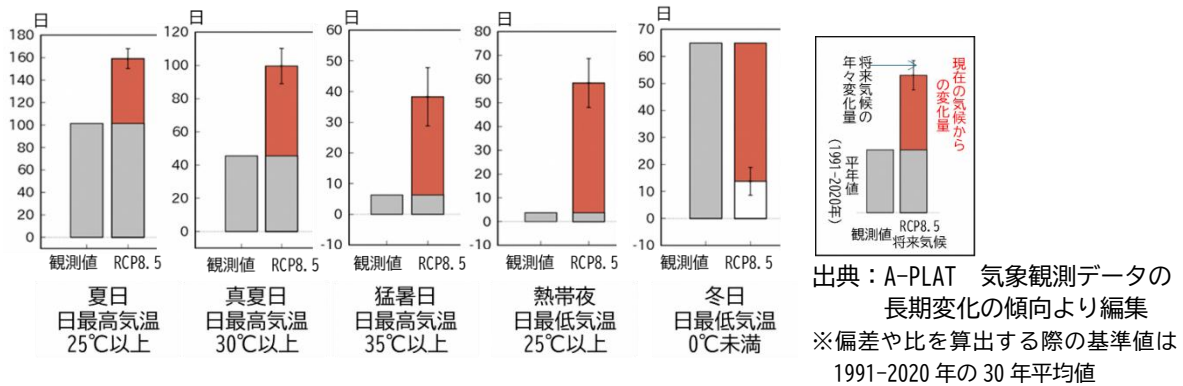 日
180
160
140
120
100
80
60
40
20
0
観測値 RCP8.5
夏日
日最高気温
25℃以上
日
120
100
80
60
40
20
0
観測値 RCP8.5
真夏日
日最高気温
30℃以上
日
60
50
40
30
20
10
0
-10
観測値 RCP8.5
猛暑日
日最高気温
35℃以上
日
80
70
60
50
40
30
20
10
0
-10
観測値 RCP8.5
熱帯夜
日最低気温
25℃以上
日
70
60
50
40
30
20
10
0
-10
観測値 RCP8.5
冬日
日最低気温
0℃未満
現在の気候から
の変化量
将来気候の
年々変化量
平年値
(1991-2020年)
観測値 RCP8.5
将来気候
出典：A-PLAT　気象観測データの
長期変化の傾向より編集
※偏差や比を算出する際の基準値は
1991-2020 年の 30 年平均値